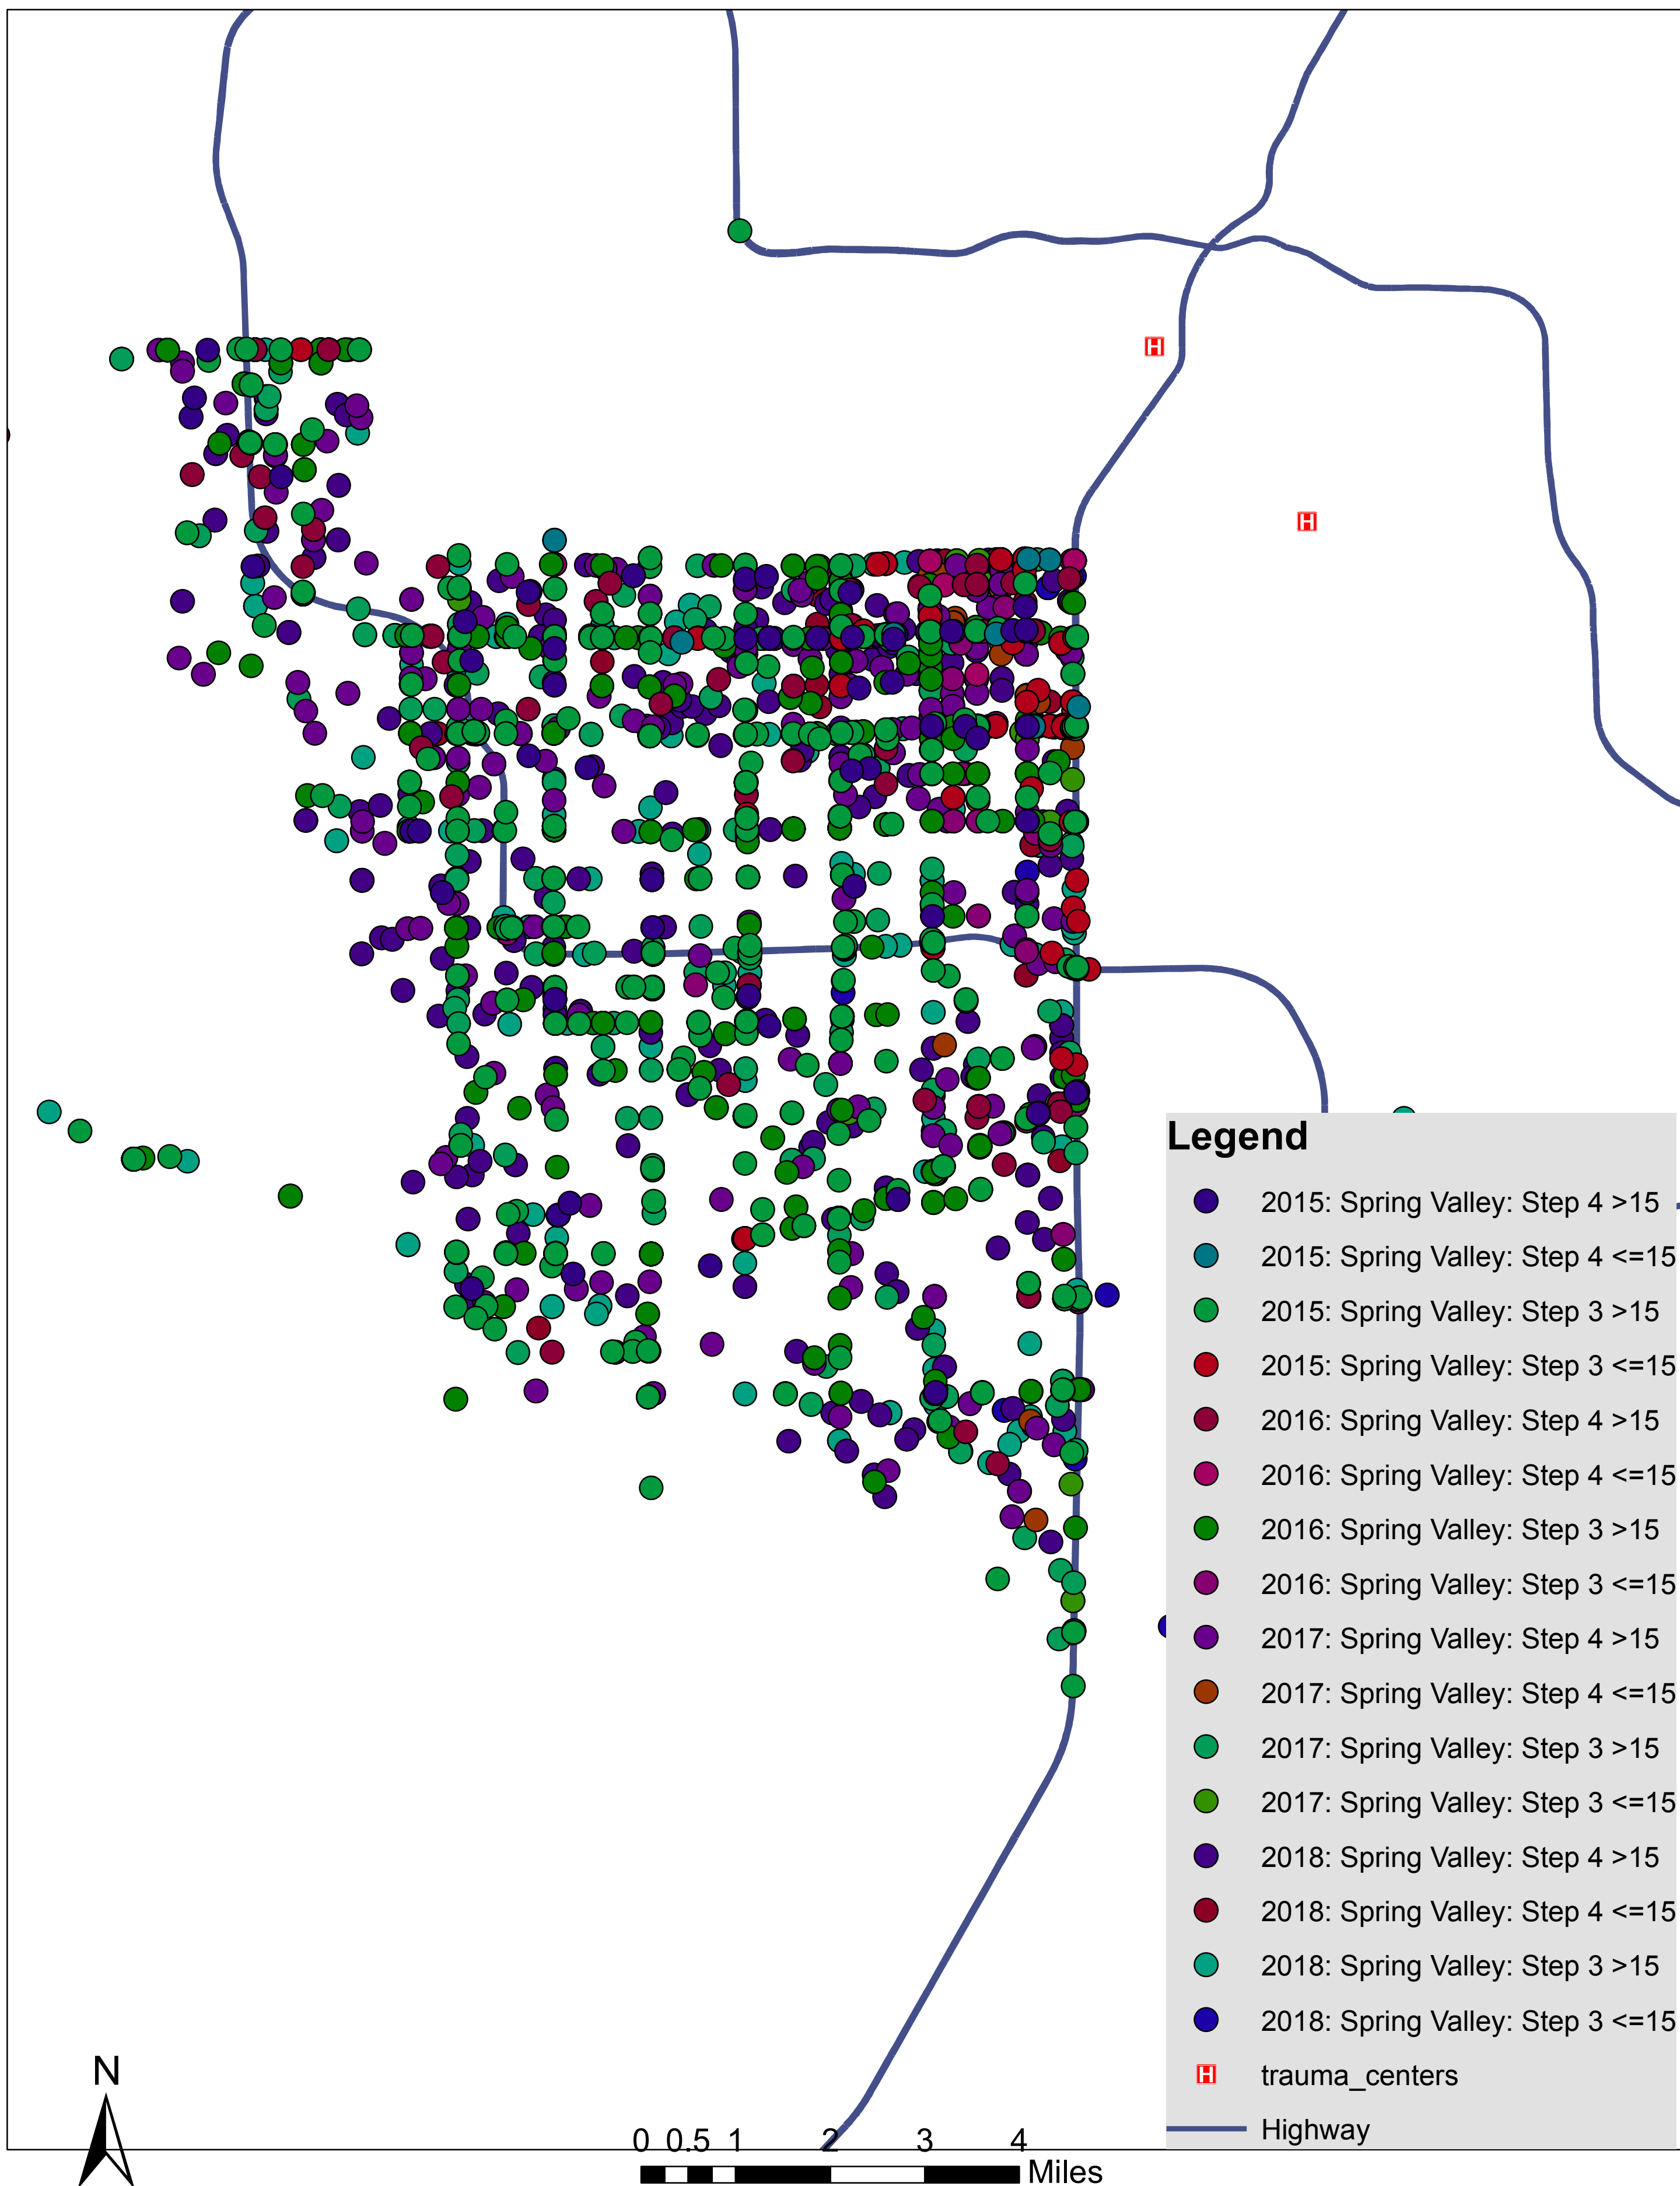 Legend
2015: Spring Valley: Step 4 >15
2015: Spring Valley: Step 4 <=15
2015: Spring Valley: Step 3 >15
2015: Spring Valley: Step 3 <=15
2016: Spring Valley: Step 4 >15
2016: Spring Valley: Step 4 <=15
2016: Spring Valley: Step 3 >15
2016: Spring Valley: Step 3 <=15
2017: Spring Valley: Step 4 >15
2017: Spring Valley: Step 4 <=15
2017: Spring Valley: Step 3 >15
2017: Spring Valley: Step 3 <=15
2018: Spring Valley: Step 4 >15
2018: Spring Valley: Step 4 <=15
2018: Spring Valley: Step 3 >15
2018: Spring Valley: Step 3 <=15
H trauma_centers
Highway
H
H
N
0 0.5 1 2 3 4
Miles